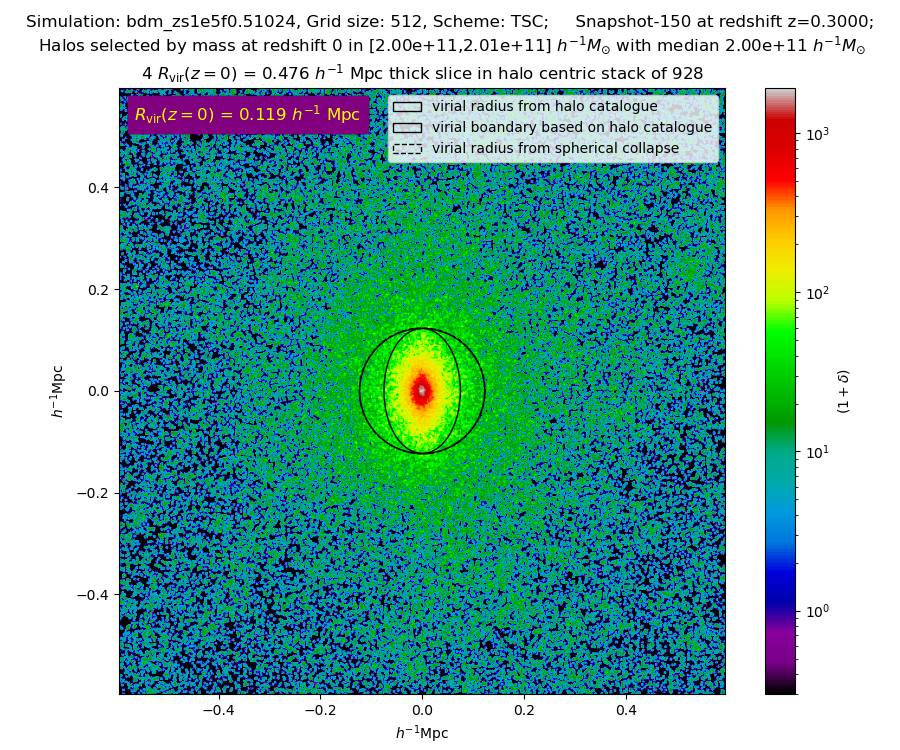 Simulation: bdm_zs1e5f0.51024, Grid size: 512, Scheme: TSC; Snapshot-150 at redshift z=0.3000;
Halos selected by mass at redshift 0 in [2.00e+11,2.01e+11] h⁻¹M⊙ with median 2.00e+11 h⁻¹M⊙
4 Rvir(z = 0) = 0.476 h⁻¹ Mpc thick slice in halo centric stack of 928
Rvir(z = 0) = 0.119 h⁻¹ Mpc
virial radius from halo catalogue
virial boundary based on halo catalogue
virial radius from spherical collapse
0.4
0.2
0.0
−0.2
−0.4
h⁻¹Mpc
−0.4
−0.2
0.0
0.2
0.4
h⁻¹Mpc
10³
10²
10¹
10⁰
(1 + δ)